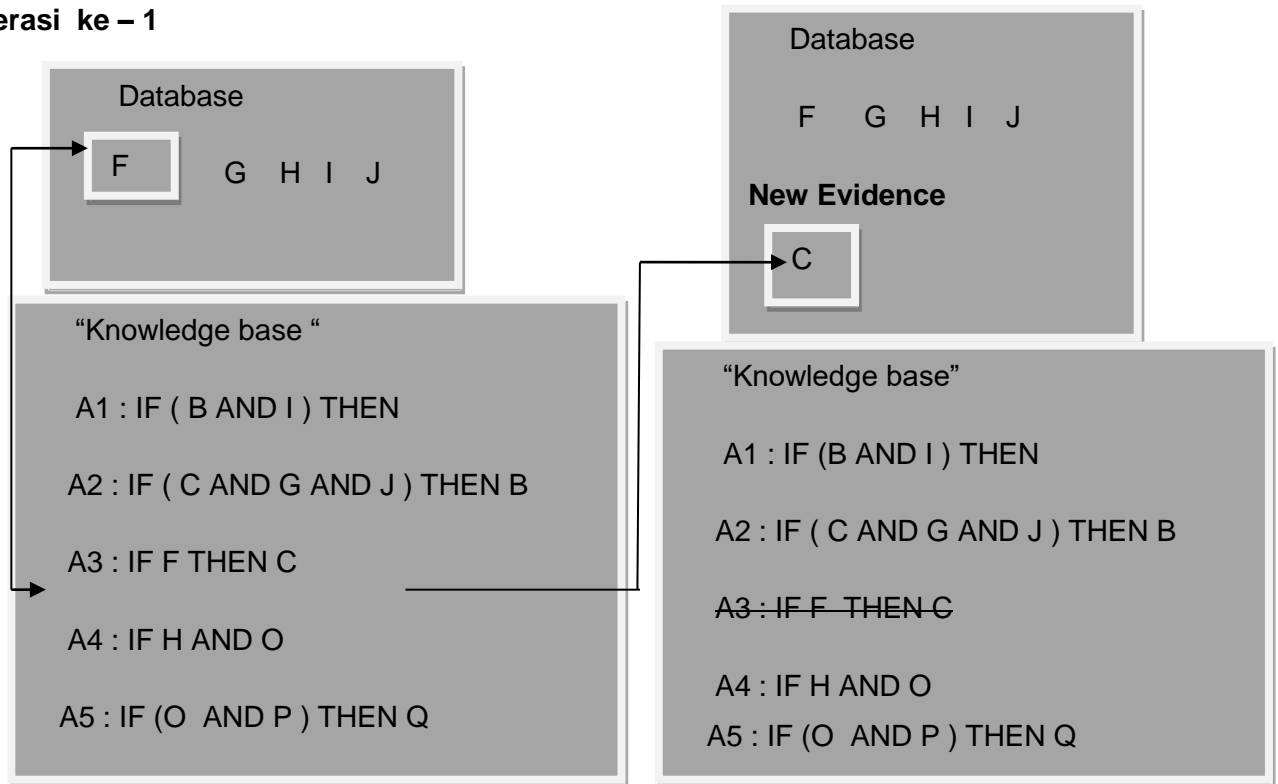 erasi ke – 1
Database
F G H I J
“Knowledge base “
A1 : IF ( B AND I ) THEN
A2 : IF ( C AND G AND J ) THEN B
A3 : IF F THEN C
A4 : IF H AND O
A5 : IF (O AND P ) THEN Q
Database
F G H I J
New Evidence
C
“Knowledge base”
A1 : IF (B AND I ) THEN
A2 : IF ( C AND G AND J ) THEN B
A3 : IF F THEN C
A4 : IF H AND O
A5 : IF (O AND P ) THEN Q